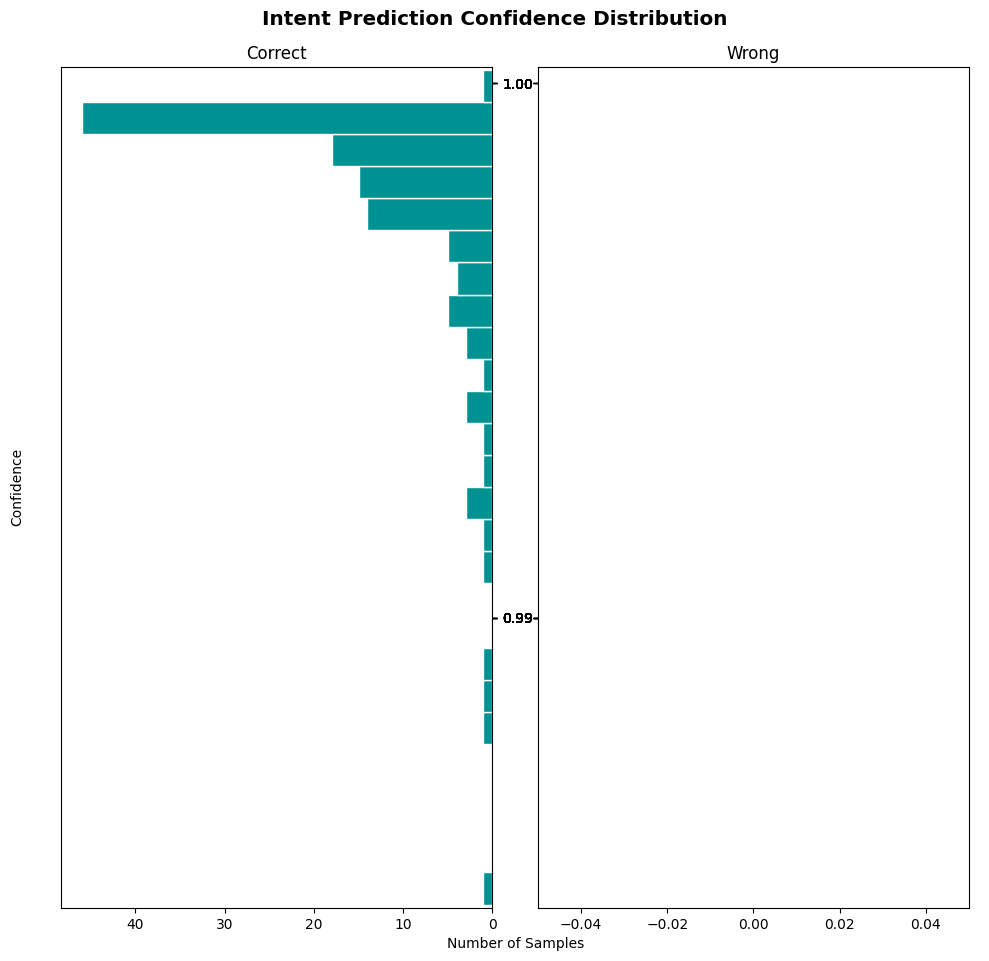 Intent Prediction Confidence Distribution
Correct
Wrong
1.00
Confidence
0.99
40 30 20 10 0
−0.04 −0.02 0.00 0.02 0.04
Number of Samples